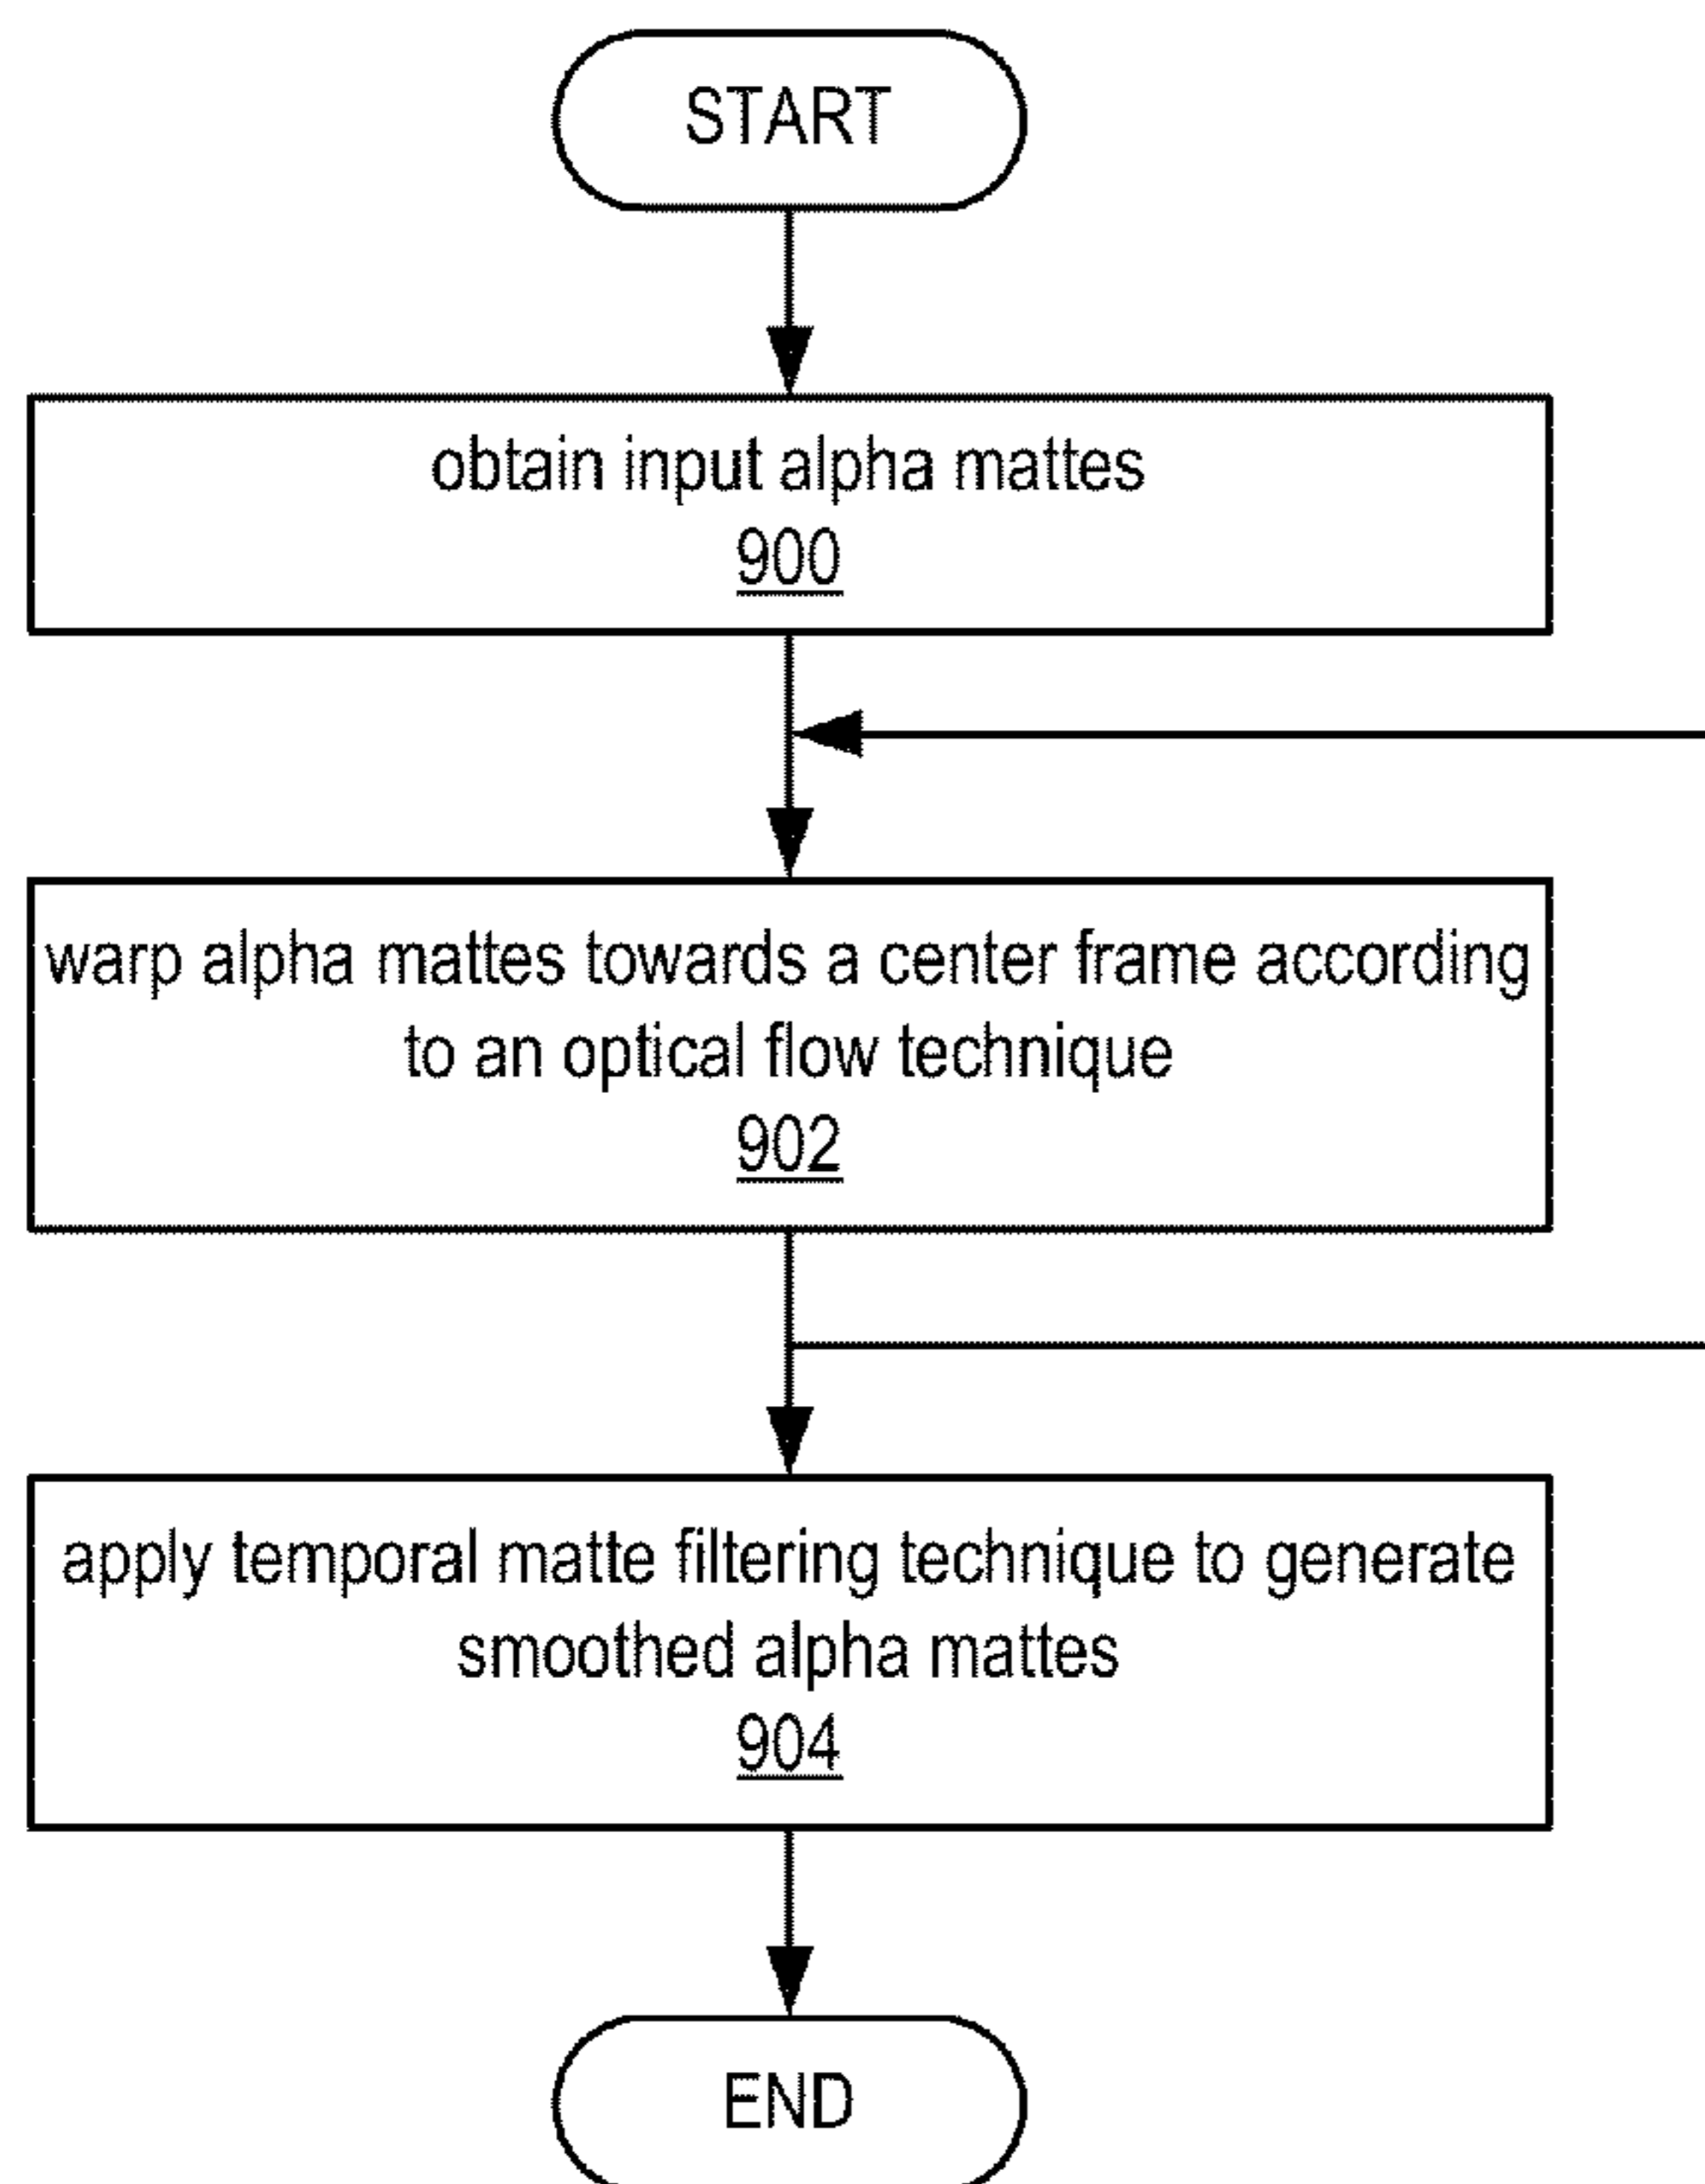 START
obtain input alpha mattes
900
warp alpha mattes towards a center frame according
to an optical flow technique
902
apply temporal matte filtering technique to generate
smoothed alpha mattes
904
END